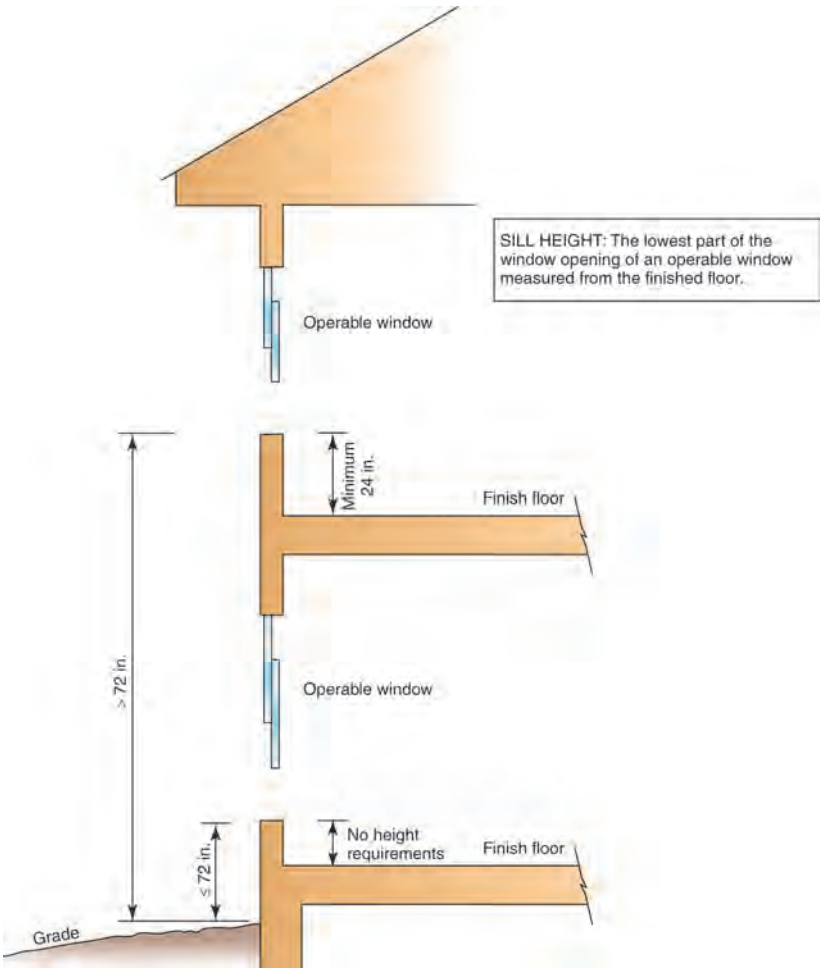 SILL HEIGHT: The lowest part of the
window opening of an operable window
measured from the finished floor.
Operable window
Minimum
24 in.
Finish floor
> 72 in.
Operable window
≤ 72 in.
No height
requirements
Finish floor
Grade